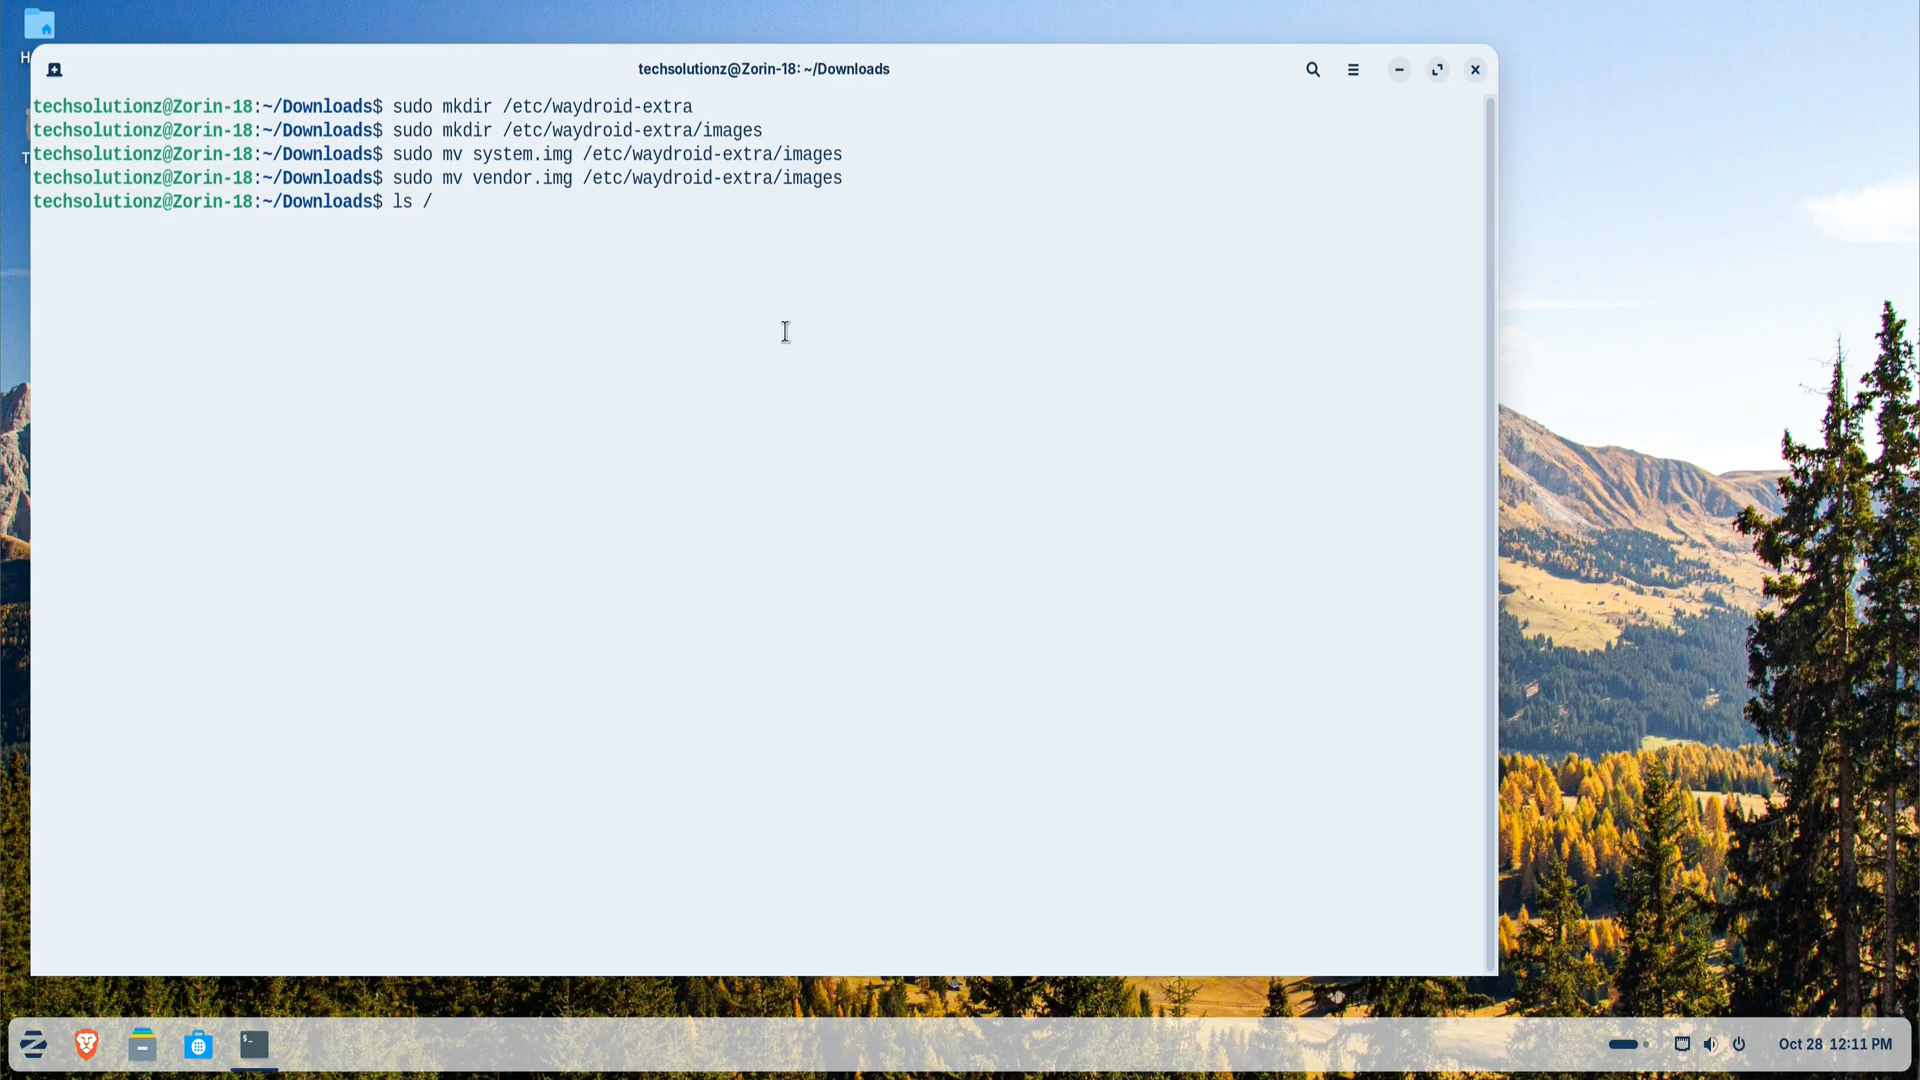 H
techsolutionz@Zorin-18: ~/Downloads
techsolutionz@Zorin-18:~/Downloads$ sudo mkdir /etc/waydroid-extra
techsolutionz@Zorin-18:~/Downloads$ sudo mkdir /etc/waydroid-extra/images
T
techsolutionz@Zorin-18:~/Downloads$ sudo mv system.img /etc/waydroid-extra/images
techsolutionz@Zorin-18:~/Downloads$ sudo mv vendor.img /etc/waydroid-extra/images
techsolutionz@Zorin-18:~/Downloads$ ls /
Oct 28 12:11 PM